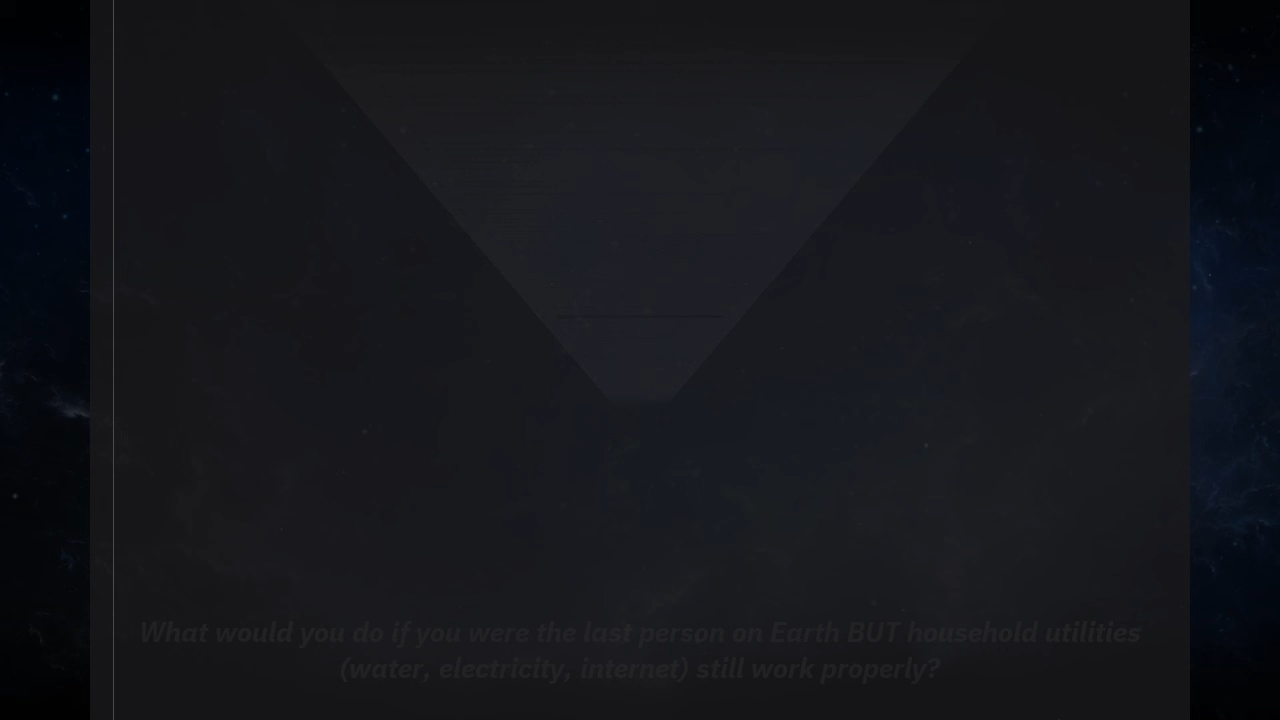 What would you do if you were the last person on Earth BUT household utilities
(water, electricity, internet) still work properly?